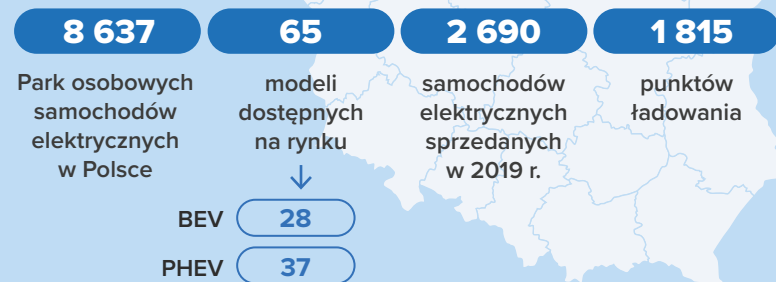 8 637
Park osobowych
samochodów
elektrycznych
w Polsce
65
modeli
dostępnych
na rynku
BEV 28
PHEV 37
2 690
samochodów
elektrycznych
sprzedanych
w 2019 r.
1 815
punktów
ładowania